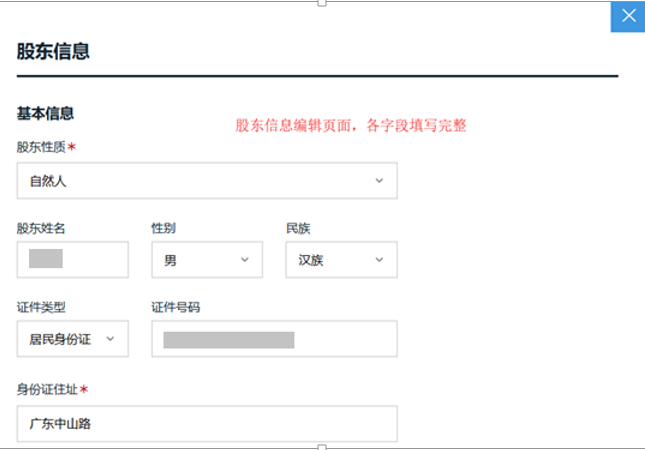 股东信息
基本信息
股东信息编辑页面，各字段填写完整
股东性质*
自然人
股东姓名 性别 民族
男 汉族
证件类型 证件号码
居民身份证
身份证住址*
广东中山路